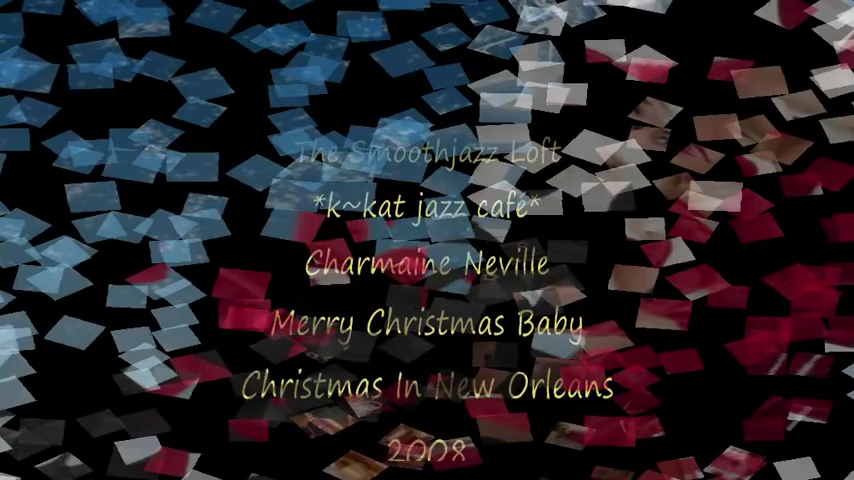 The Smoothjazz Loft
*k~kat jazz café*
Charmaine Neville
Merry Christmas Baby
Christmas In New Orleans
2008